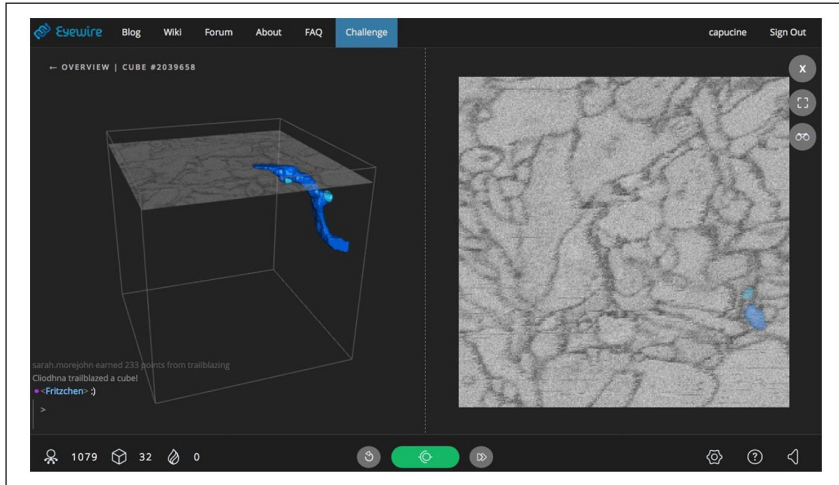 Eyewire Blog Wiki Forum About FAQ Challenge capucine Sign Out
← OVERVIEW | CUBE #2039658
X
sarah.morejohn earned 233 points from trailblazing
Cliodhna trailblazed a cube!
<Fritzchen> :)
>
1079 32 0